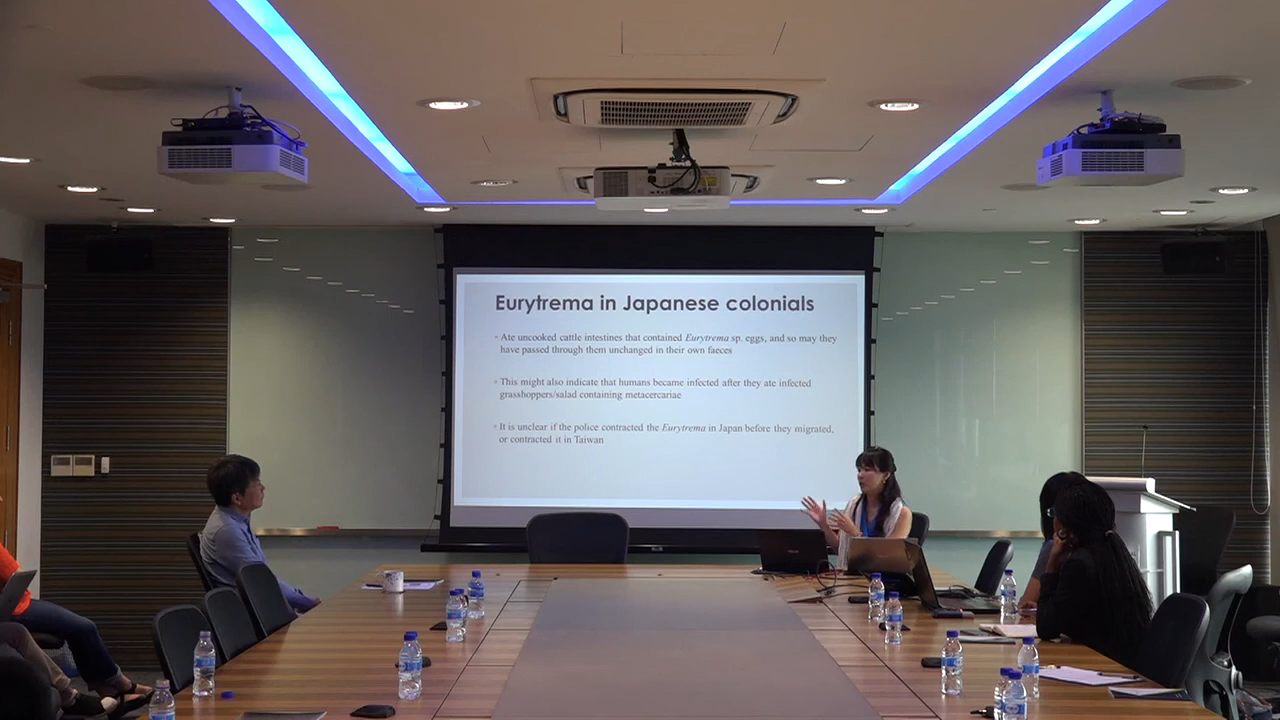 Eurytrema in Japanese colonials
Ate uncooked cattle intestines that contained Eurytrema sp. eggs, and so may they
have passed through them unchanged in their own faeces
This might also indicate that humans became infected after they ate infected
grasshoppers/salad containing metacercariae
It is unclear if the police contracted the Eurytrema in Japan before they migrated,
or contracted it in Taiwan